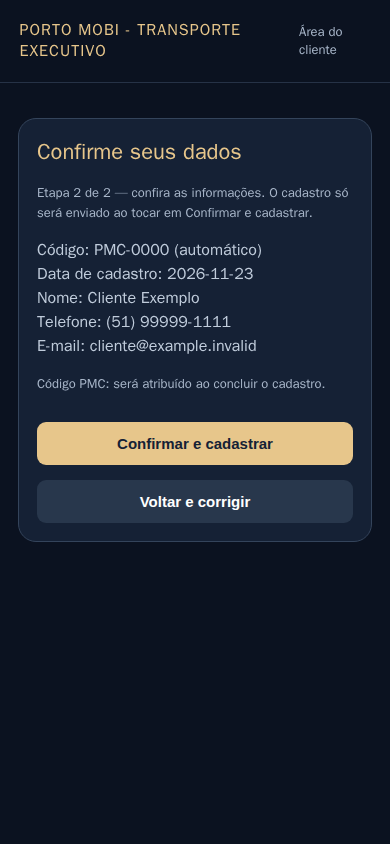 PORTO MOBI - TRANSPORTE
EXECUTIVO
Área do
cliente
Confirme seus dados
Etapa 2 de 2 — confira as informações. O cadastro só
será enviado ao tocar em Confirmar e cadastrar.
Código: PMC-0000 (automático)
Data de cadastro: 2026-11-23
Nome: Cliente Exemplo
Telefone: (51) 99999-1111
E-mail: cliente@example.invalid
Código PMC: será atribuído ao concluir o cadastro.
Confirmar e cadastrar
Voltar e corrigir